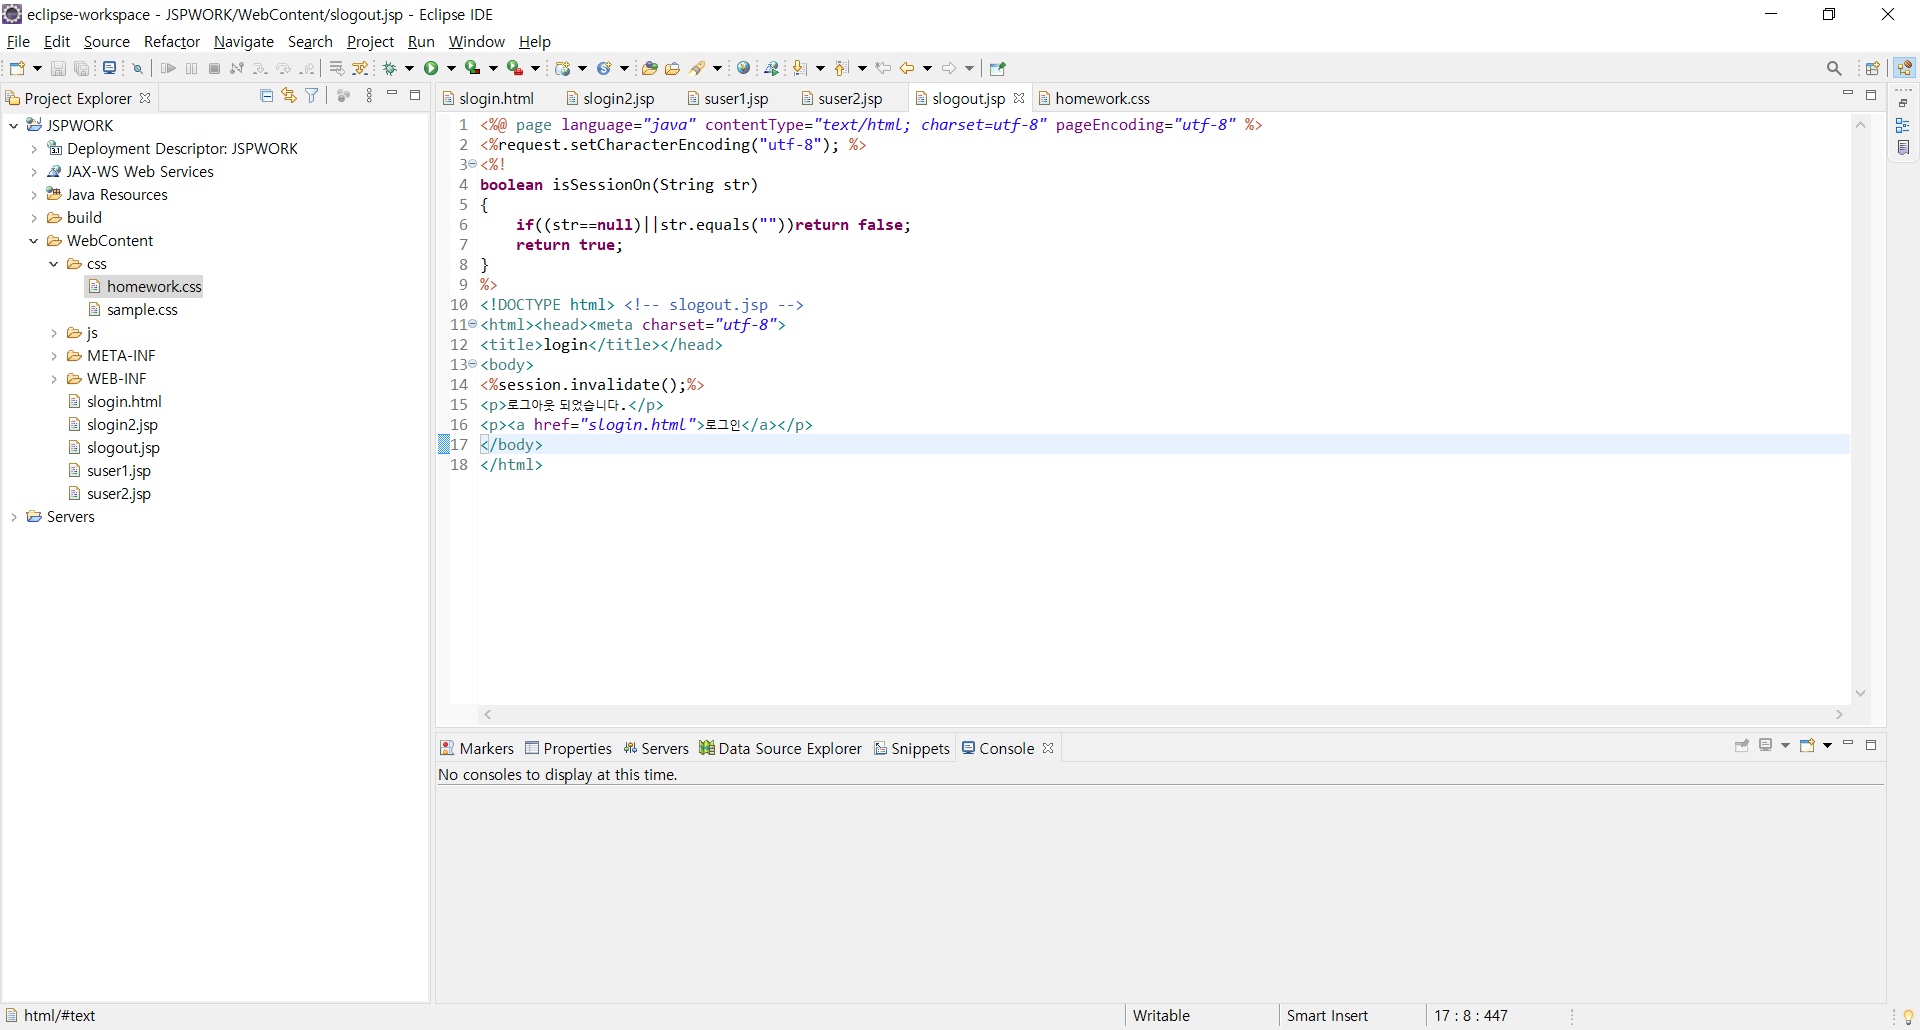 eclipse-workspace - JSPWORK/WebContent/slogout.jsp - Eclipse IDE
File Edit Source Refactor Navigate Search Project Run Window Help
Project Explorer
JSPWORK
Deployment Descriptor: JSPWORK
JAX-WS Web Services
Java Resources
build
WebContent
css
homework.css
sample.css
js
META-INF
WEB-INF
slogin.html
slogin2.jsp
slogout.jsp
suser1.jsp
suser2.jsp
Servers
slogin.html slogin2.jsp suser1.jsp suser2.jsp slogout.jsp homework.css
1 <%@ page language="java" contentType="text/html; charset=utf-8" pageEncoding="utf-8" %>
2 <%request.setCharacterEncoding("utf-8"); %>
3 <%!
4 boolean isSessionOn(String str)
5 {
6     if((str==null)||str.equals(""))return false;
7     return true;
8 }
9 %>
10 <!DOCTYPE html> <!-- slogout.jsp -->
11 <html><head><meta charset="utf-8">
12 <title>login</title></head>
13 <body>
14 <%session.invalidate();%>
15 <p>로그아웃 되었습니다.</p>
16 <p><a href="slogin.html">로그인</a></p>
17 </body>
18 </html>
Markers Properties Servers Data Source Explorer Snippets Console
No consoles to display at this time.
html/#text Writable Smart Insert 17 : 8 : 447